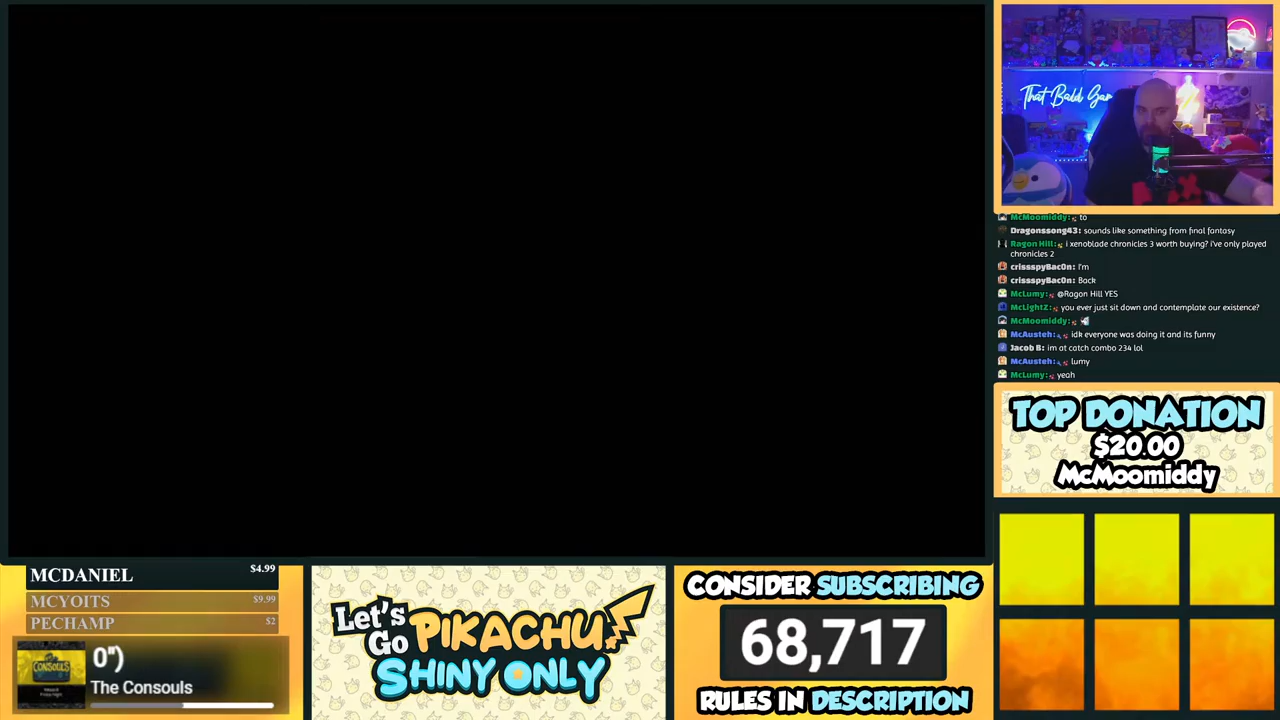 That Bald Gam
McMoomiddy: to
Dragonssong43: sounds like something from final fantasy
Ragon Hill: i xenoblade chronicles 3 worth buying? i've only played
chronicles 2
crissspyBac0n: I'm
crissspyBac0n: Back
McLumy: @Ragon Hill YES
McLightZ: you ever just sit down and contemplate our existence?
McMoomiddy:
McAusteh: idk everyone was doing it and its funny
Jacob B: im at catch combo 234 lol
McAusteh: lumy
McLumy: yeah
TOP DONATION
$20.00
McMoomiddy
MCDANIEL $4.99
MCYOITS $9.99
PECHAMP $2
CONSOULS
0")
The Consouls
Let's
Go PIKACHU
SHINY ONLY
CONSIDER SUBSCRIBING
68,717
RULES IN DESCRIPTION